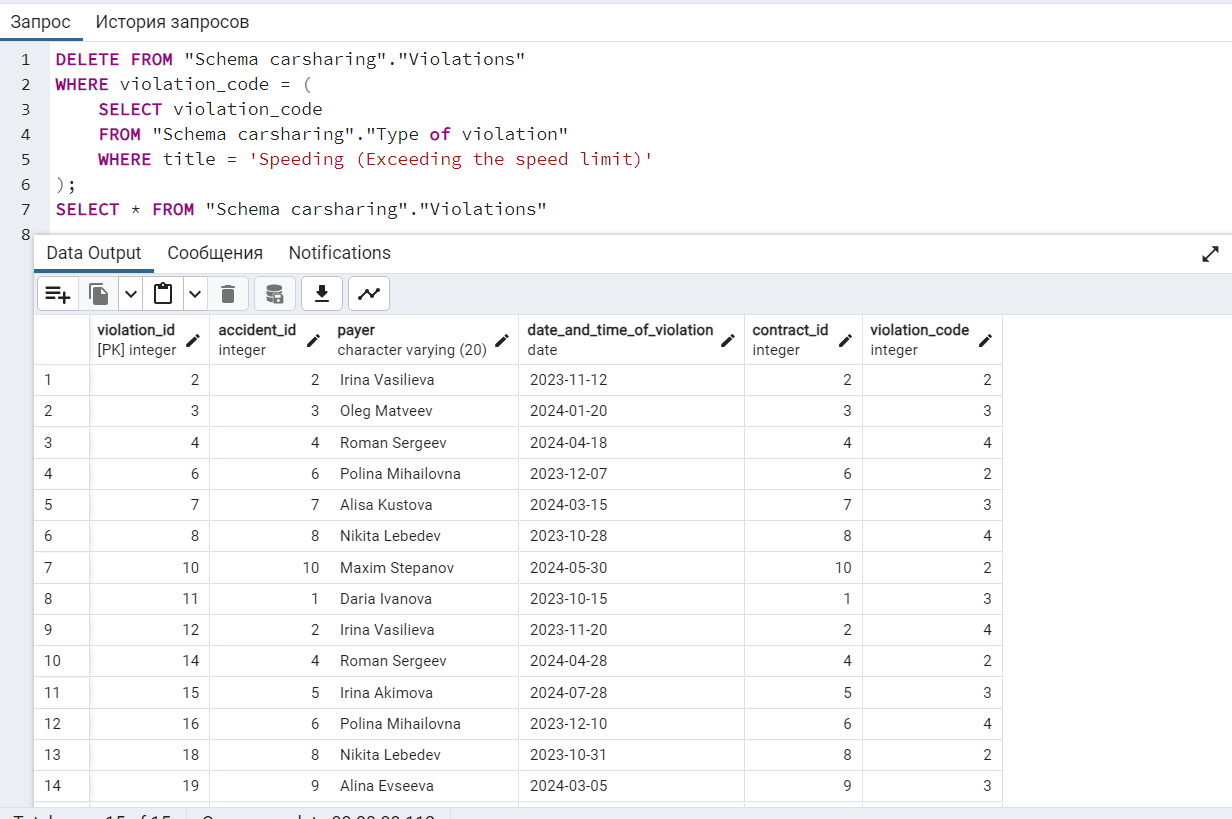 Запрос История запросов
1 DELETE FROM "Schema carsharing"."Violations"
2 WHERE violation_code = (
3 SELECT violation_code
4 FROM "Schema carsharing"."Type of violation"
5 WHERE title = 'Speeding (Exceeding the speed limit)'
6 );
7 SELECT * FROM "Schema carsharing"."Violations"
8
Data Output Сообщения Notifications
violation_id accident_id payer date_and_time_of_violation contract_id violation_code
[PK] integer integer character varying (20) date integer integer
1 2 2 Irina Vasilieva 2023-11-12 2 2
2 3 3 Oleg Matveev 2024-01-20 3 3
3 4 4 Roman Sergeev 2024-04-18 4 4
4 6 6 Polina Mihailovna 2023-12-07 6 2
5 7 7 Alisa Kustova 2024-03-15 7 3
6 8 8 Nikita Lebedev 2023-10-28 8 4
7 10 10 Maxim Stepanov 2024-05-30 10 2
8 11 1 Daria Ivanova 2023-10-15 1 3
9 12 2 Irina Vasilieva 2023-11-20 2 4
10 14 4 Roman Sergeev 2024-04-28 4 2
11 15 5 Irina Akimova 2024-07-28 5 3
12 16 6 Polina Mihailovna 2023-12-10 6 4
13 18 8 Nikita Lebedev 2023-10-31 8 2
14 19 9 Alina Evseeva 2024-03-05 9 3